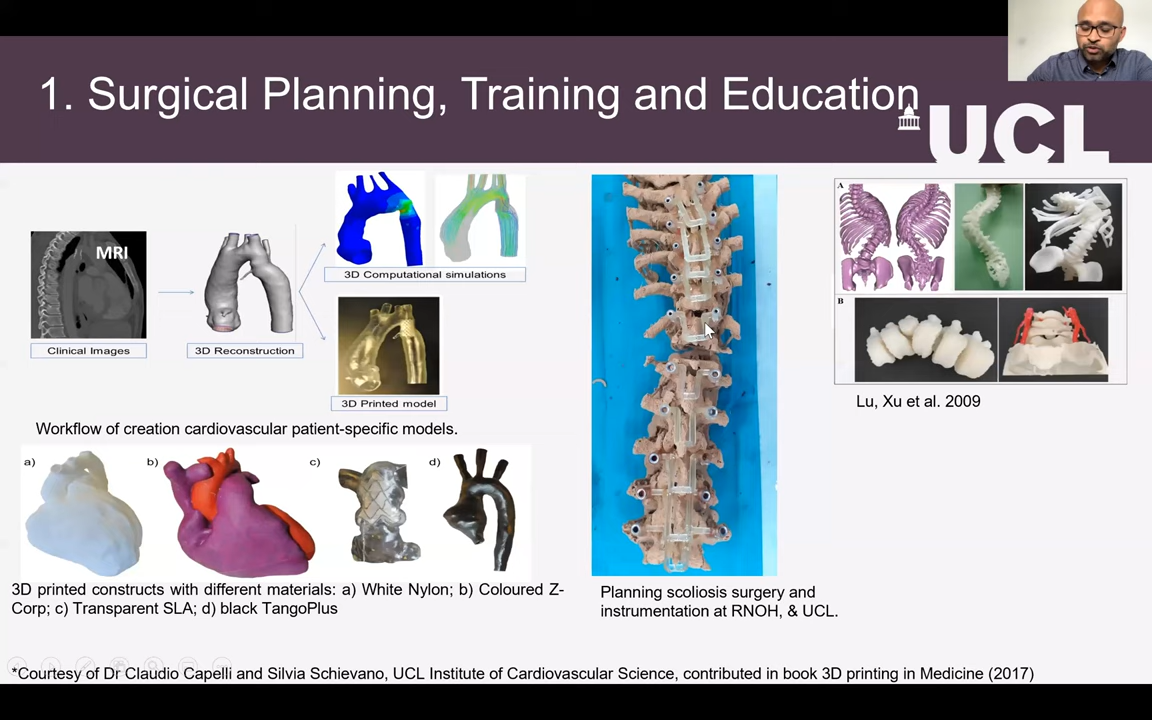 1. Surgical Planning, Training and Education
UCL
MRI
Clinical Images
3D Reconstruction
3D Computational simulations
3D Printed model
Workflow of creation cardiovascular patient-specific models.
a)
b)
c)
d)
3D printed constructs with different materials: a) White Nylon; b) Coloured Z-
Corp; c) Transparent SLA; d) black TangoPlus
Planning scoliosis surgery and
instrumentation at RNOH, & UCL.
A
B
Lu, Xu et al. 2009
*Courtesy of Dr Claudio Capelli and Silvia Schievano, UCL Institute of Cardiovascular Science, contributed in book 3D printing in Medicine (2017)